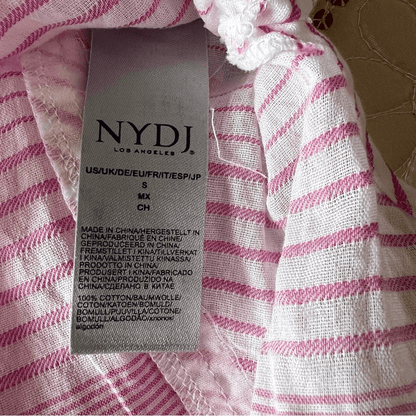 NYDJ®
LOS ANGELES
US/UK/DE/EU/FR/IT/ESP/JP
S
MX
CH
MADE IN CHINA/HERGESTELLT IN
CHINA/FABRIQUÉ EN CHINE/
GEPRODUCEERD IN CHINA/
FREMSTILLET I KINA/TILLVERKAT
I KINA/VALMISTETTU KIINASSA/
PRODOTTO IN CHINA/
PRODUSERT I KINA/FABRICADO
EN CHINA/PRODUZIDO NA
CHINA/СДЕЛАНО В КИТАЕ
100% COTTON/BAUMWOLLE/
COTON/KATOEN/BOMULD/
BOMULL/PUUVILLA/COTONE/
BOMULL/ALGODÃO/хлопок/
algodón